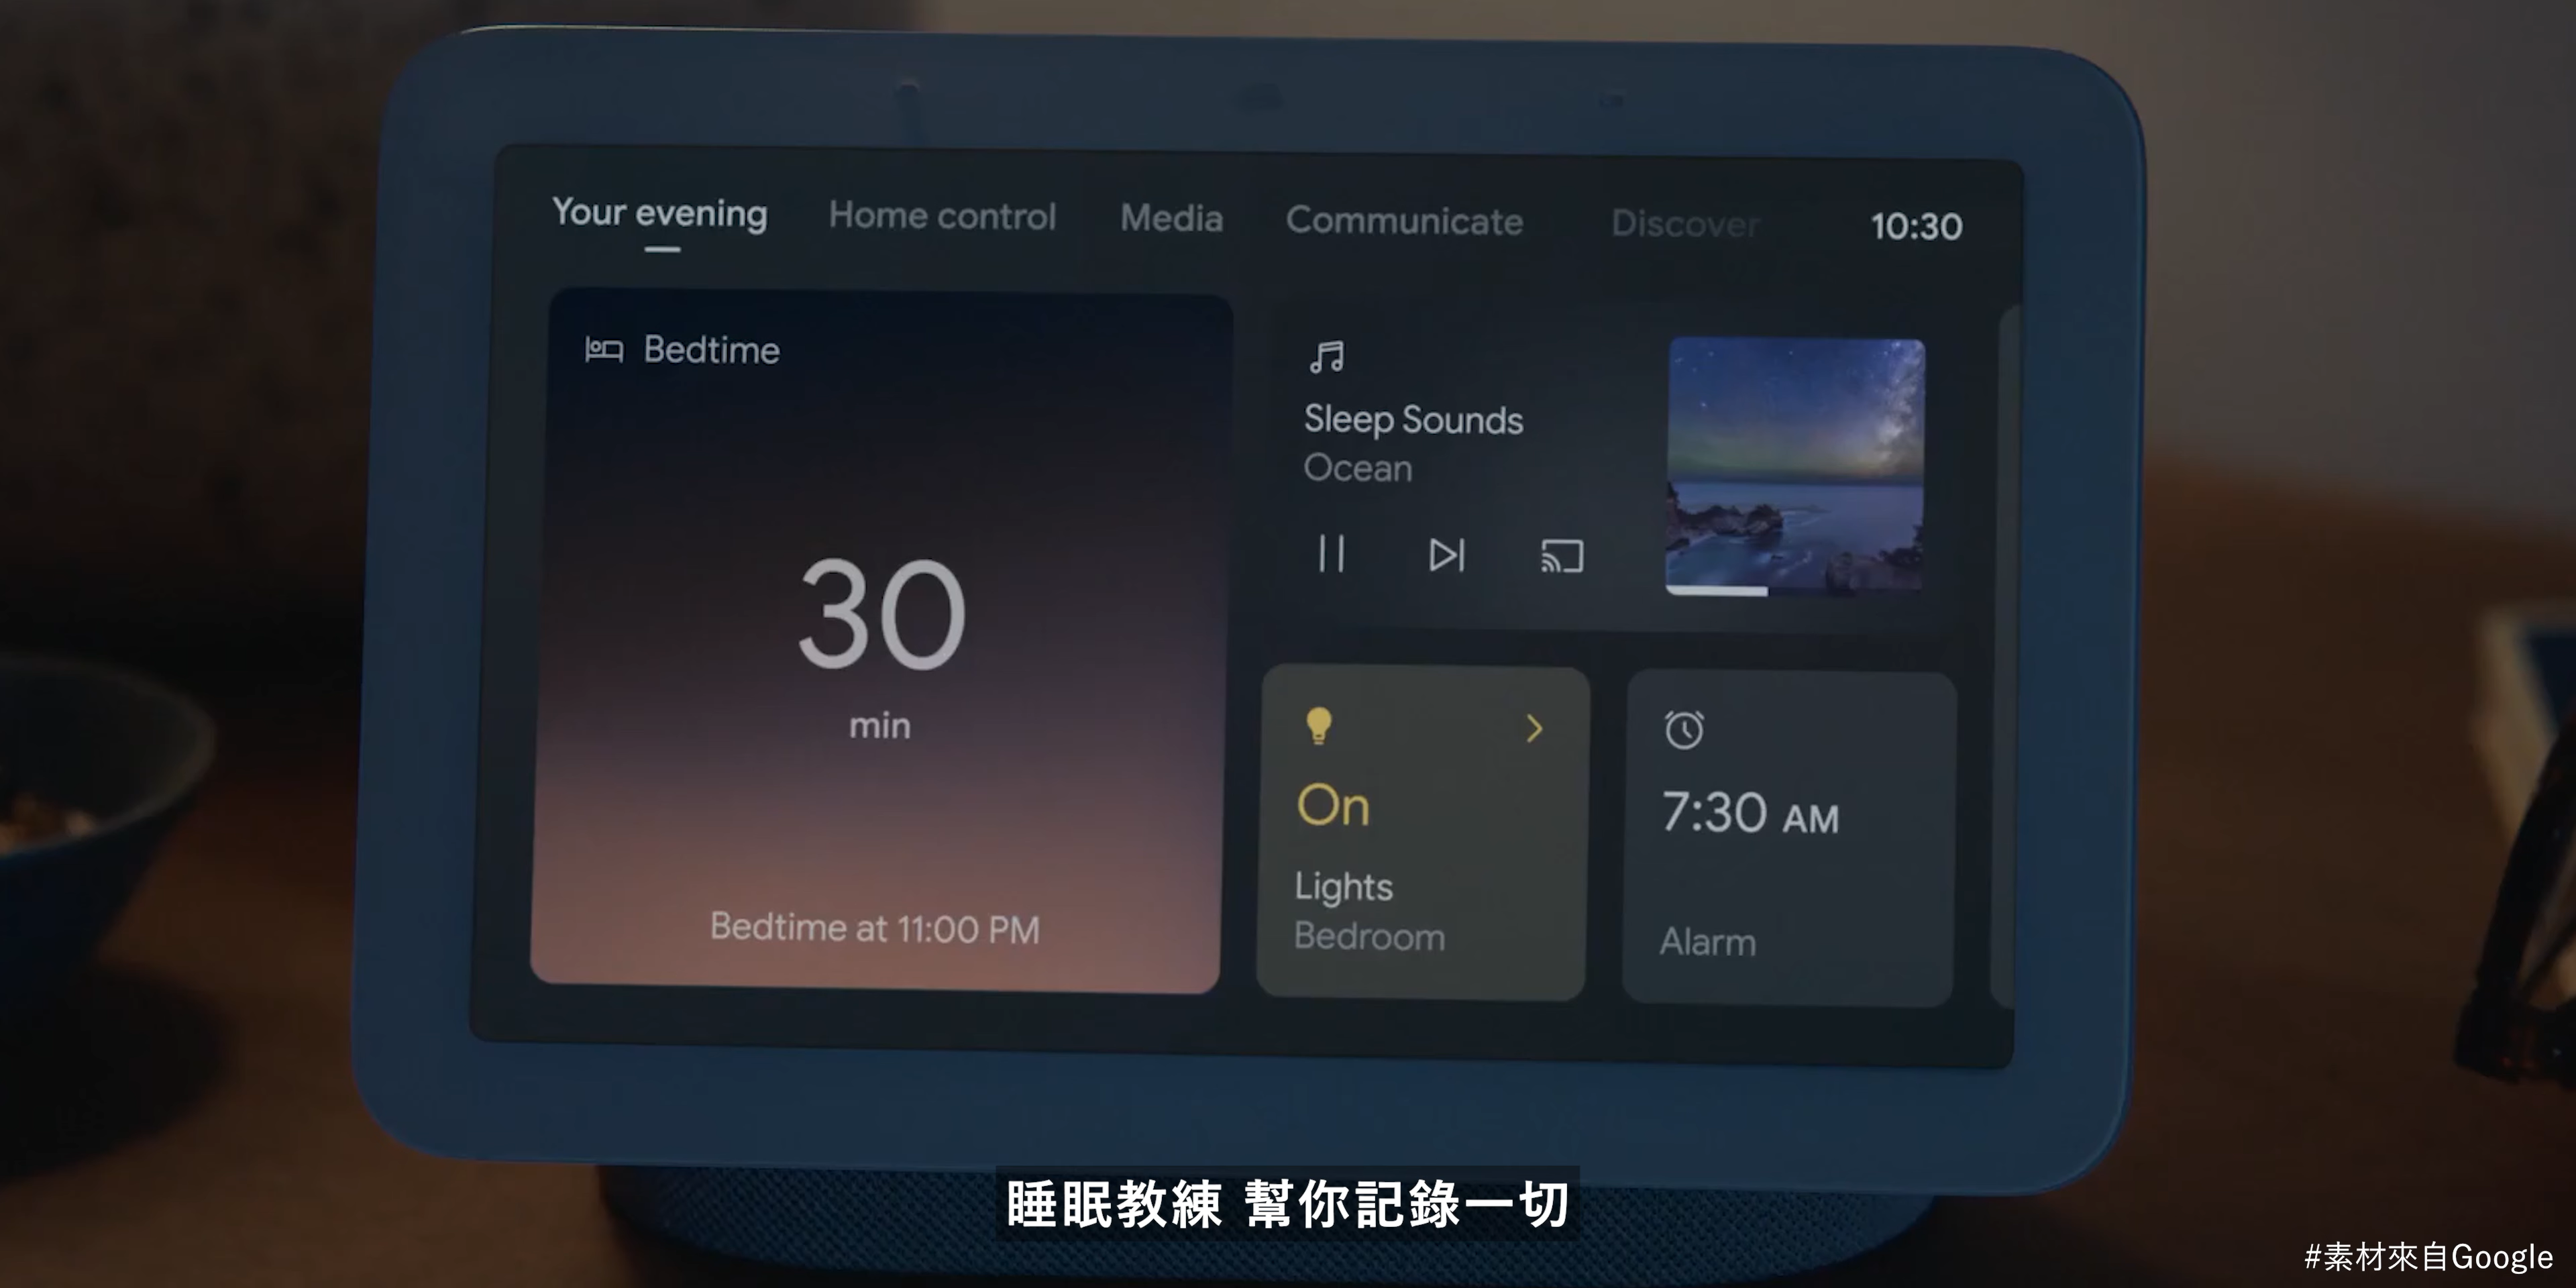 Your evening
Home control
Media
Communicate
Discover
10:30
Bedtime
30
min
Bedtime at 11:00 PM
Sleep Sounds
Ocean
On
Lights
Bedroom
7:30 AM
Alarm
睡眠教練 幫你記錄一切
#素材來自Google